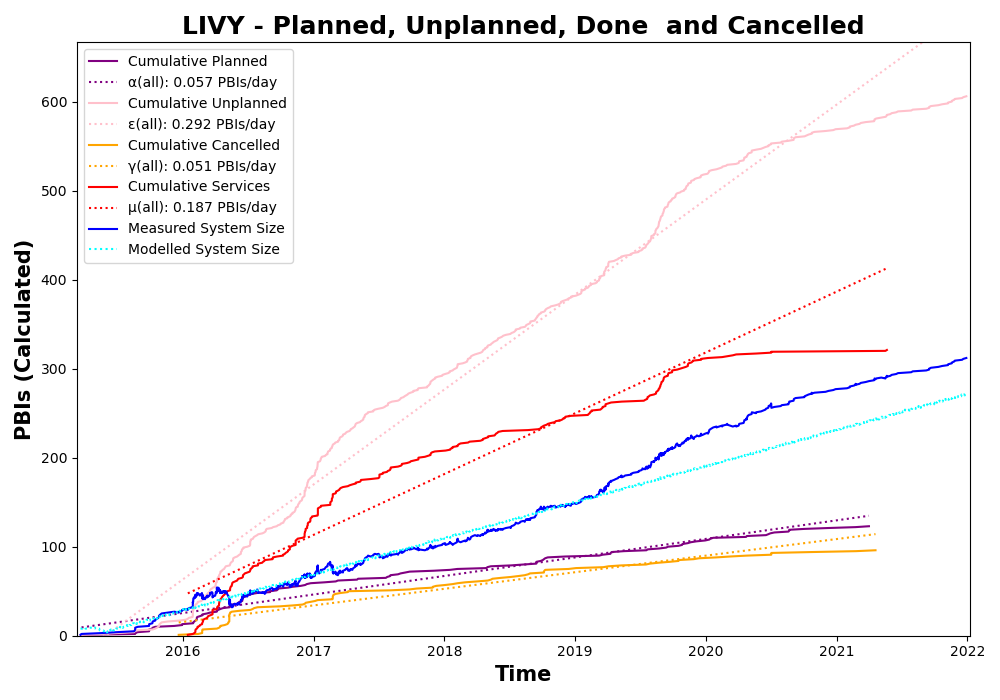 LIVY - Planned, Unplanned, Done  and Cancelled
Cumulative Planned
α(all): 0.057 PBIs/day
Cumulative Unplanned
ε(all): 0.292 PBIs/day
Cumulative Cancelled
γ(all): 0.051 PBIs/day
Cumulative Services
μ(all): 0.187 PBIs/day
Measured System Size
Modelled System Size
PBIs (Calculated)
600
500
400
300
200
100
0
2016 2017 2018 2019 2020 2021 2022
Time